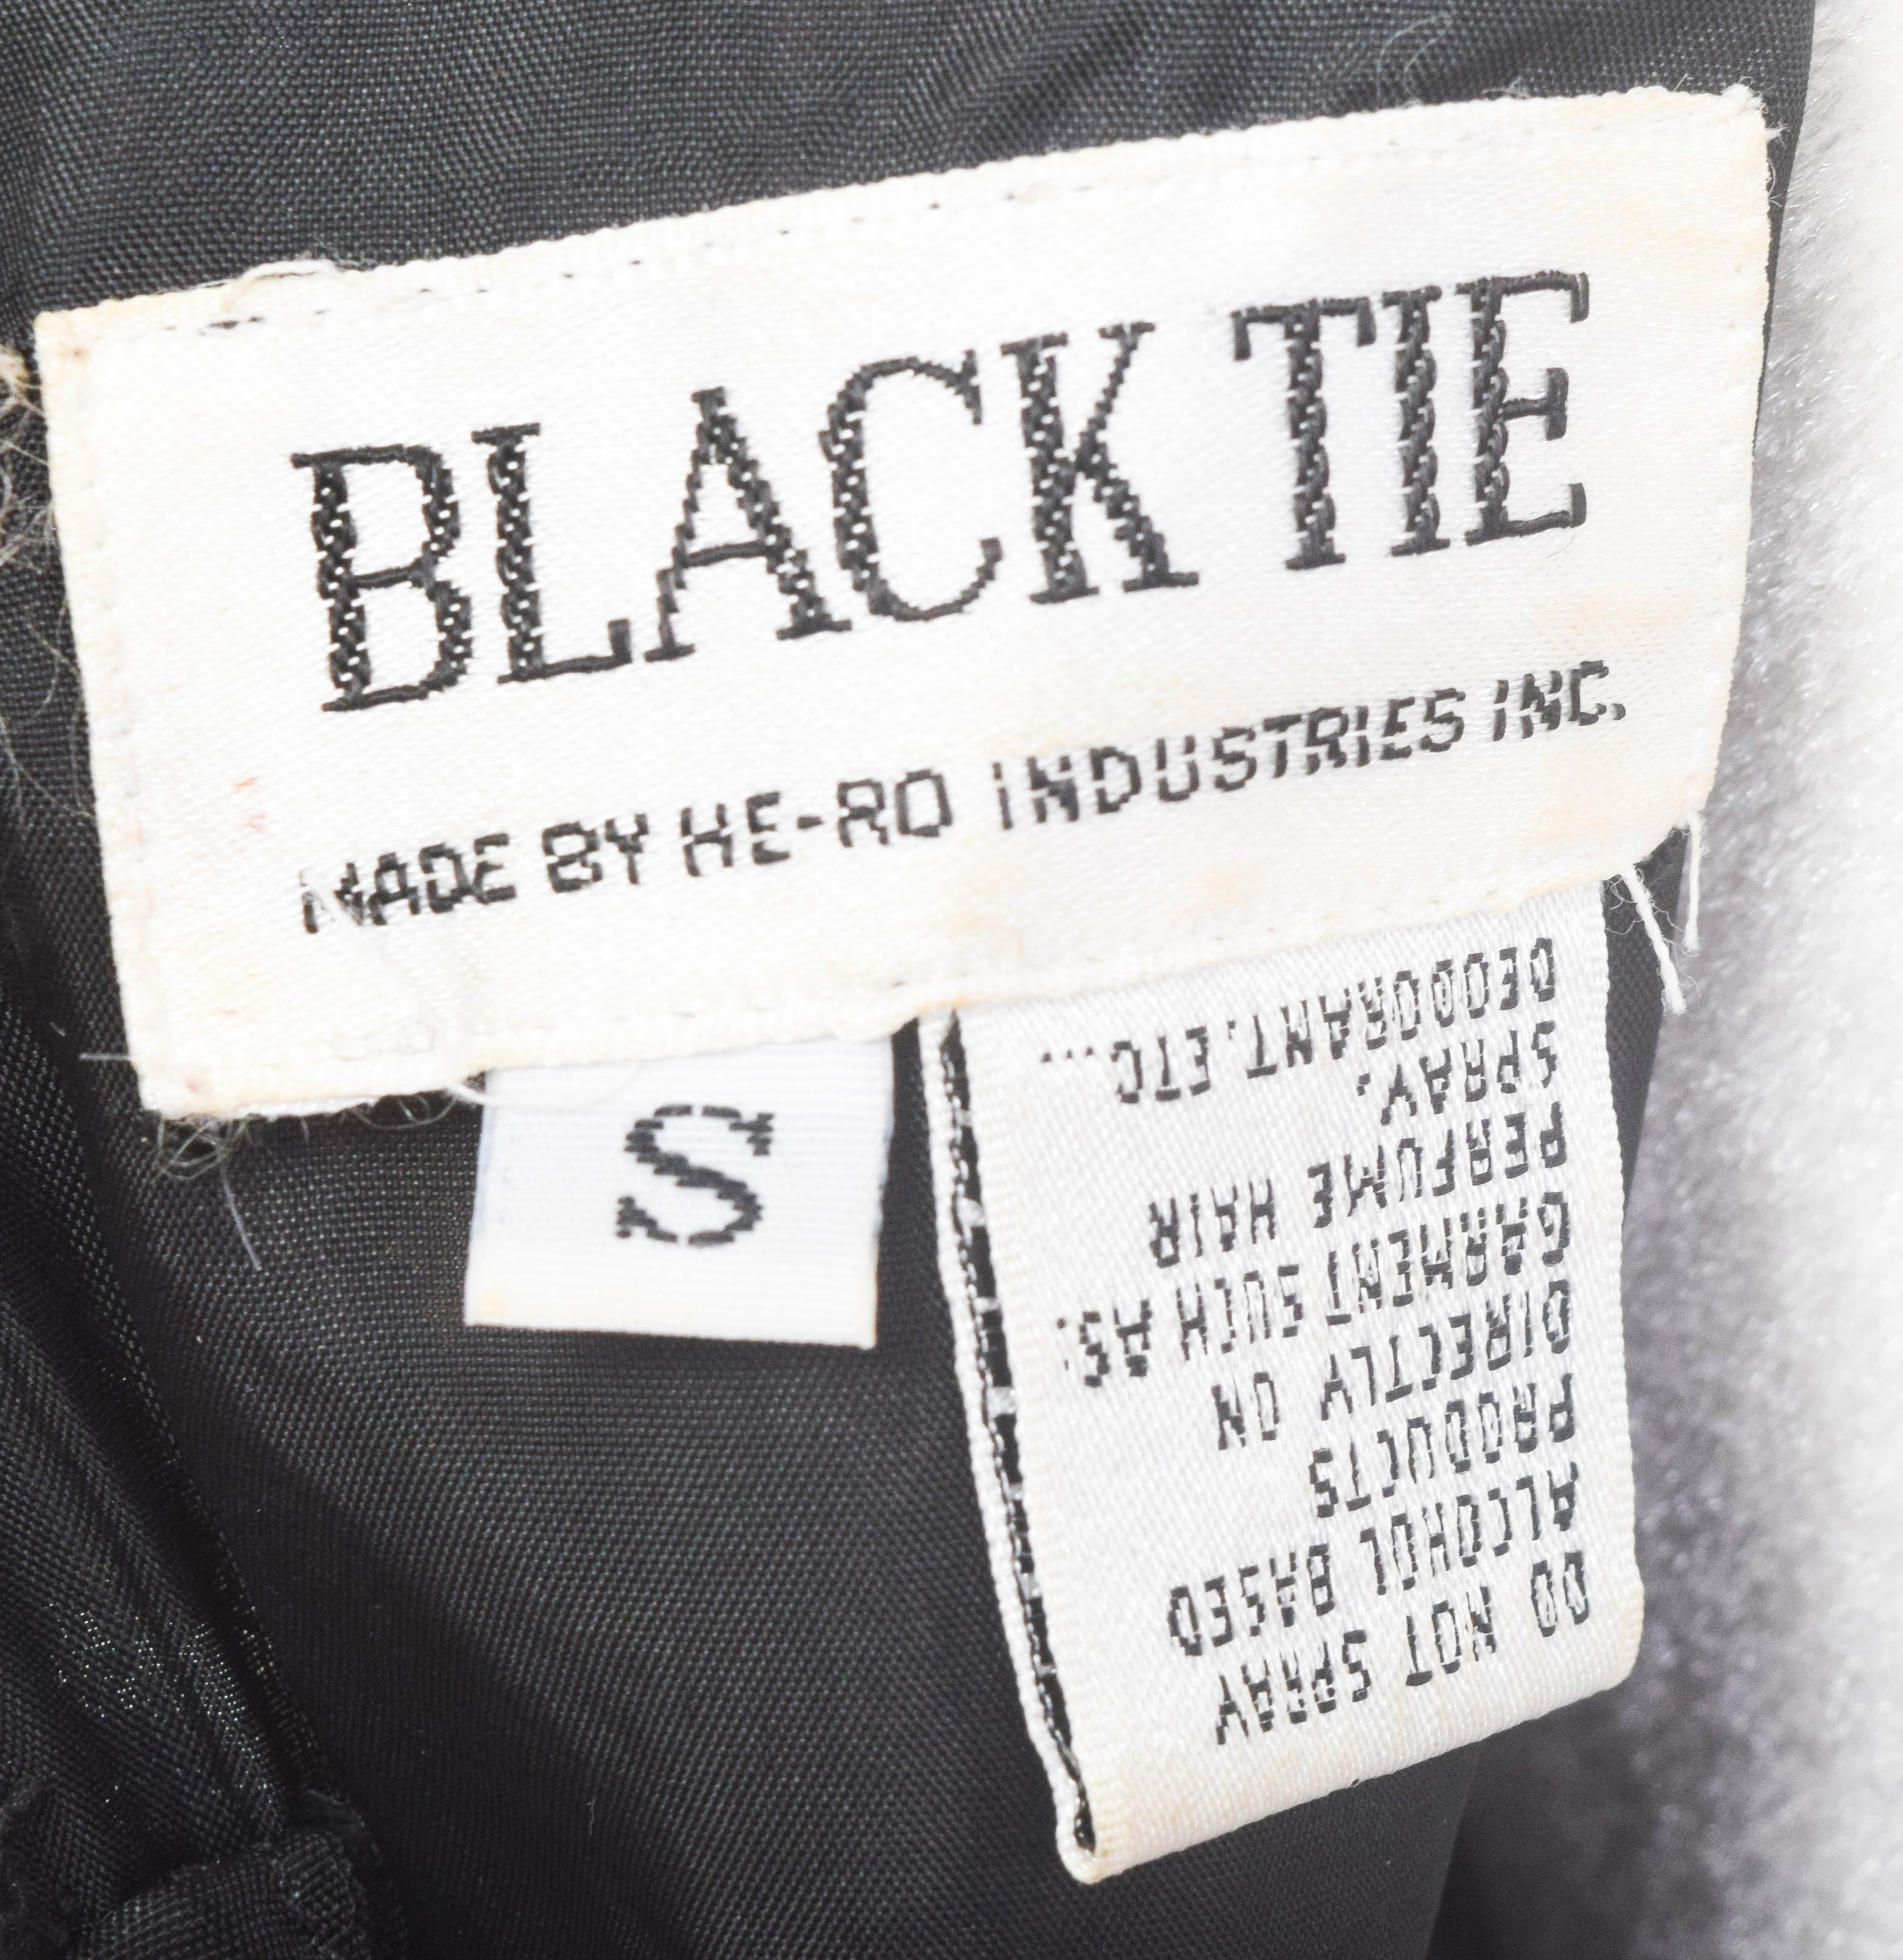 BLACK TIE
MADE BY HE-RO INDUSTRIES INC.
S
DO NOT SPRAY
ALCOHOL BASED
PRODUCTS
DIRECTLY ON
GARMENT SUCH AS:
PERFUME HAIR
SPRAY,
DEODORANT, ETC...